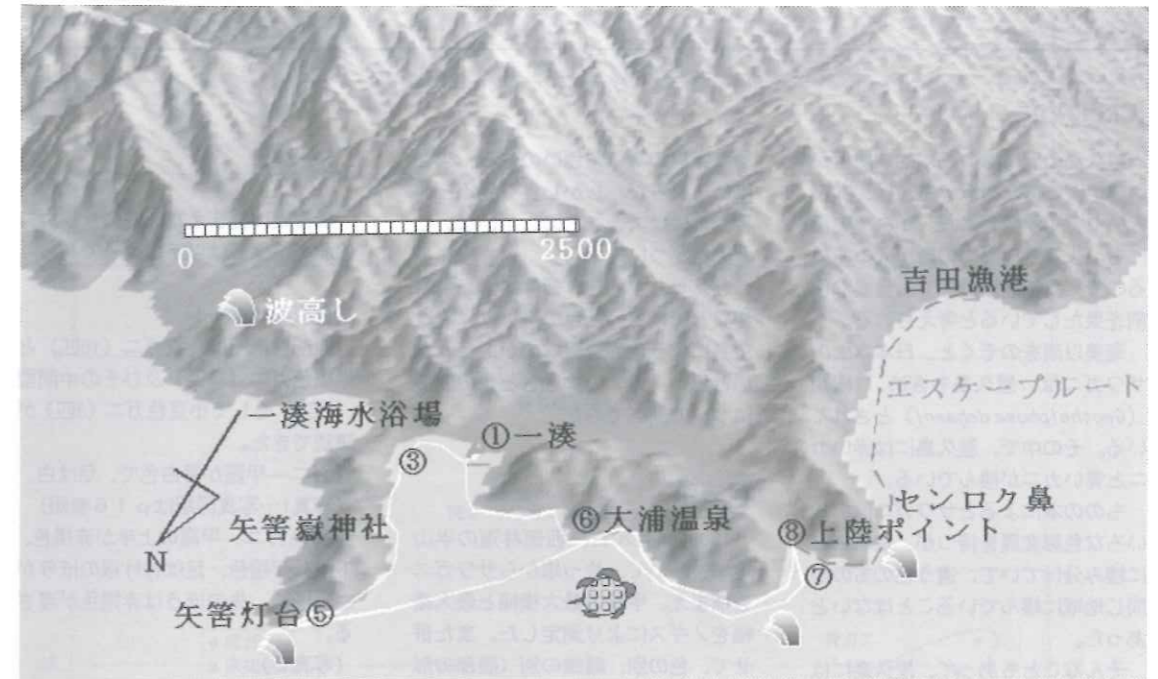 0
2500
波高し
吉田漁港
エスケープルート
一湊海水浴場
①一湊
③
センロク鼻
⑥大浦温泉
⑧上陸ポイント
矢筈嶽神社
N
⑦
矢筈灯台⑤